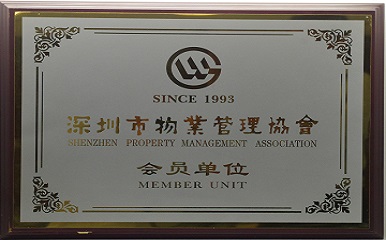 SINCE 1993
深圳市物業管理協會
SHENZHEN PROPERTY MANAGEMENT ASSOCIATION
会员单位
MEMBER UNIT